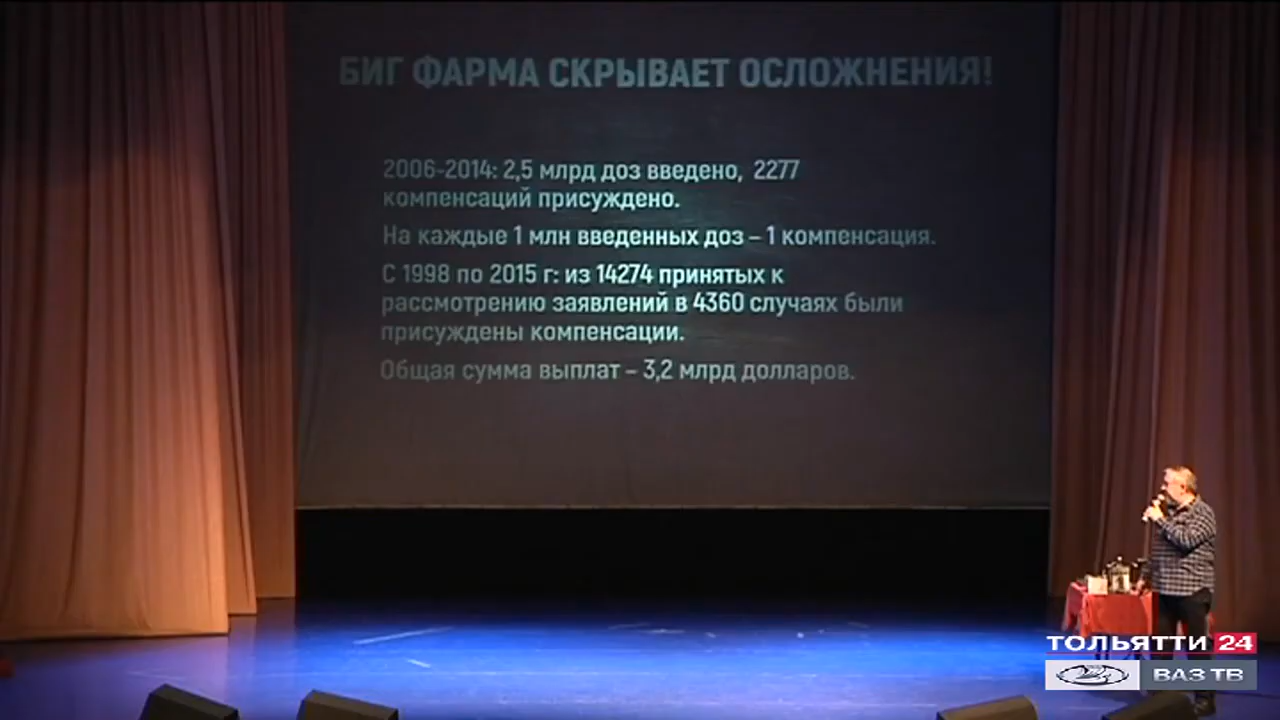 БИГ ФАРМА СКРЫВАЕТ ОСЛОЖНЕНИЯ!
2006-2014: 2,5 млрд доз введено, 2277
компенсаций присуждено.
На каждые 1 млн введенных доз – 1 компенсация.
С 1998 по 2015 г: из 14274 принятых к
рассмотрению заявлений в 4360 случаях были
присуждены компенсации.
Общая сумма выплат – 3,2 млрд долларов.
ТОЛЬЯТТИ 24
ВАЗ ТВ